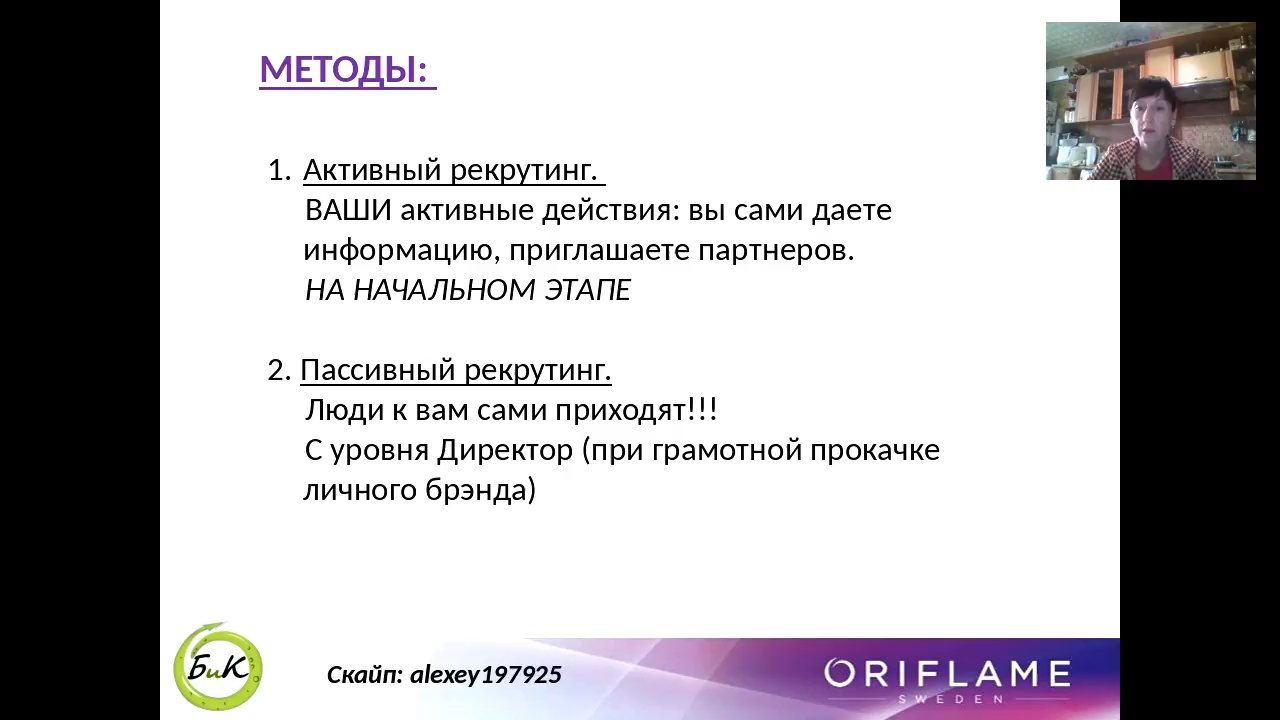 МЕТОДЫ:
1. Активный рекрутинг.
ВАШИ активные действия: вы сами даете
информацию, приглашаете партнеров.
НА НАЧАЛЬНОМ ЭТАПЕ
2. Пассивный рекрутинг.
Люди к вам сами приходят!!!
С уровня Директор (при грамотной прокачке
личного брэнда)
БиК
Скайп: alexey197925
ORIFLAME
SWEDEN